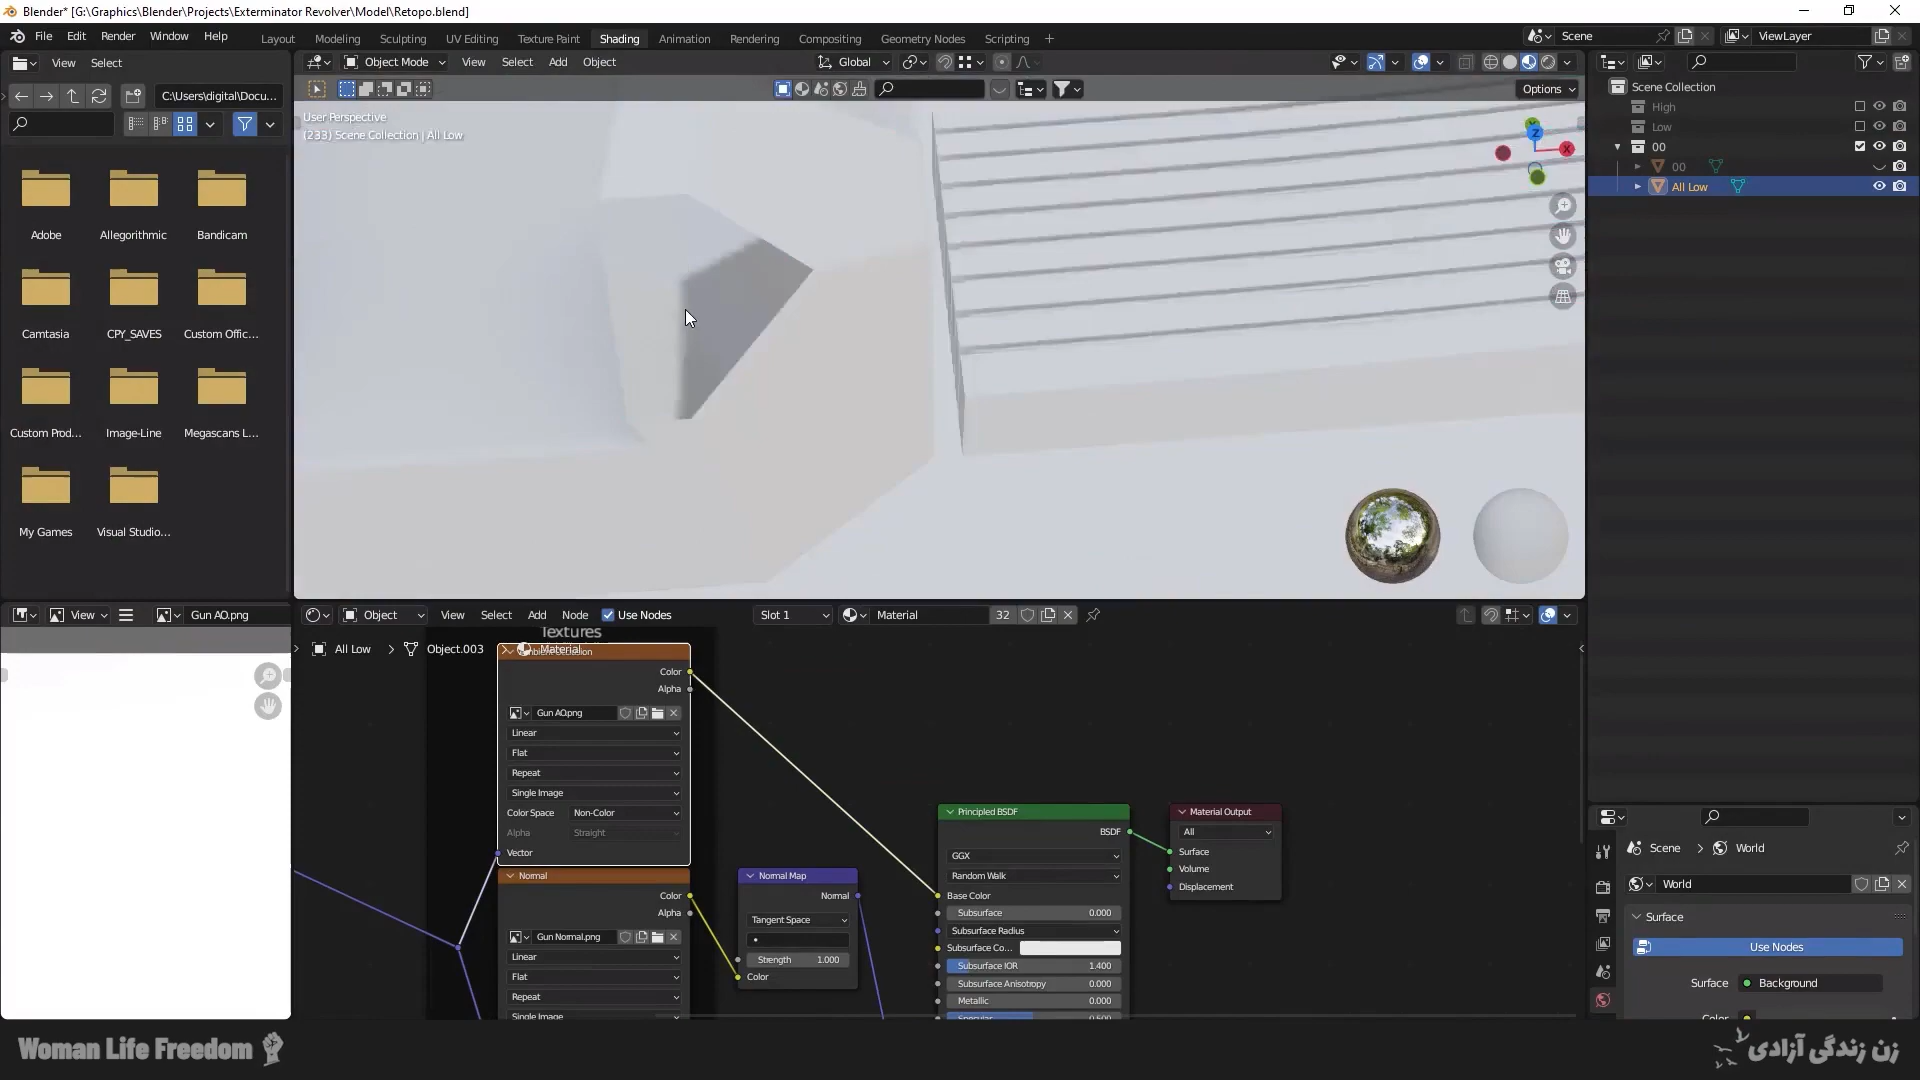 Blender* [G:\Graphics\Blender\Projects\Exterminator Revolver\Model\Retopo.blend]
File Edit Render Window Help
Layout Modeling Sculpting UV Editing Texture Paint Shading Animation Rendering Compositing Geometry Nodes Scripting +
Scene
ViewLayer
View Select
C:\Users\digital\Docu...
Adobe
Allegorithmic
Bandicam
Camtasia
CPY_SAVES
Custom Offic...
Custom Prod...
Image-Line
Megascans L...
My Games
Visual Studio...
Object Mode View Select Add Object
Global
Options
User Perspective
(233) Scene Collection | All Low
Z
X
Scene Collection
High
Low
00
00
All Low
View
Gun AO.png
Object View Select Add Node Use Nodes
Slot 1
Material
32
All Low
Object.003
Material
Textures
Color
Alpha
Gun AO.png
Linear
Flat
Repeat
Single Image
Color Space Non-Color
Alpha Straight
Vector
Normal
Color
Alpha
Gun Normal.png
Linear
Flat
Repeat
Single Image
Normal Map
Normal
Tangent Space
Strength 1.000
Color
Principled BSDF
BSDF
GGX
Random Walk
Base Color
Subsurface 0.000
Subsurface Radius
Subsurface Co...
Subsurface IOR 1.400
Subsurface Anisotropy 0.000
Metallic 0.000
Specular 0.500
Material Output
All
Surface
Volume
Displacement
Scene
World
World
Surface
Use Nodes
Surface Background
Color
Woman Life Freedom
زن زندگی آزادی